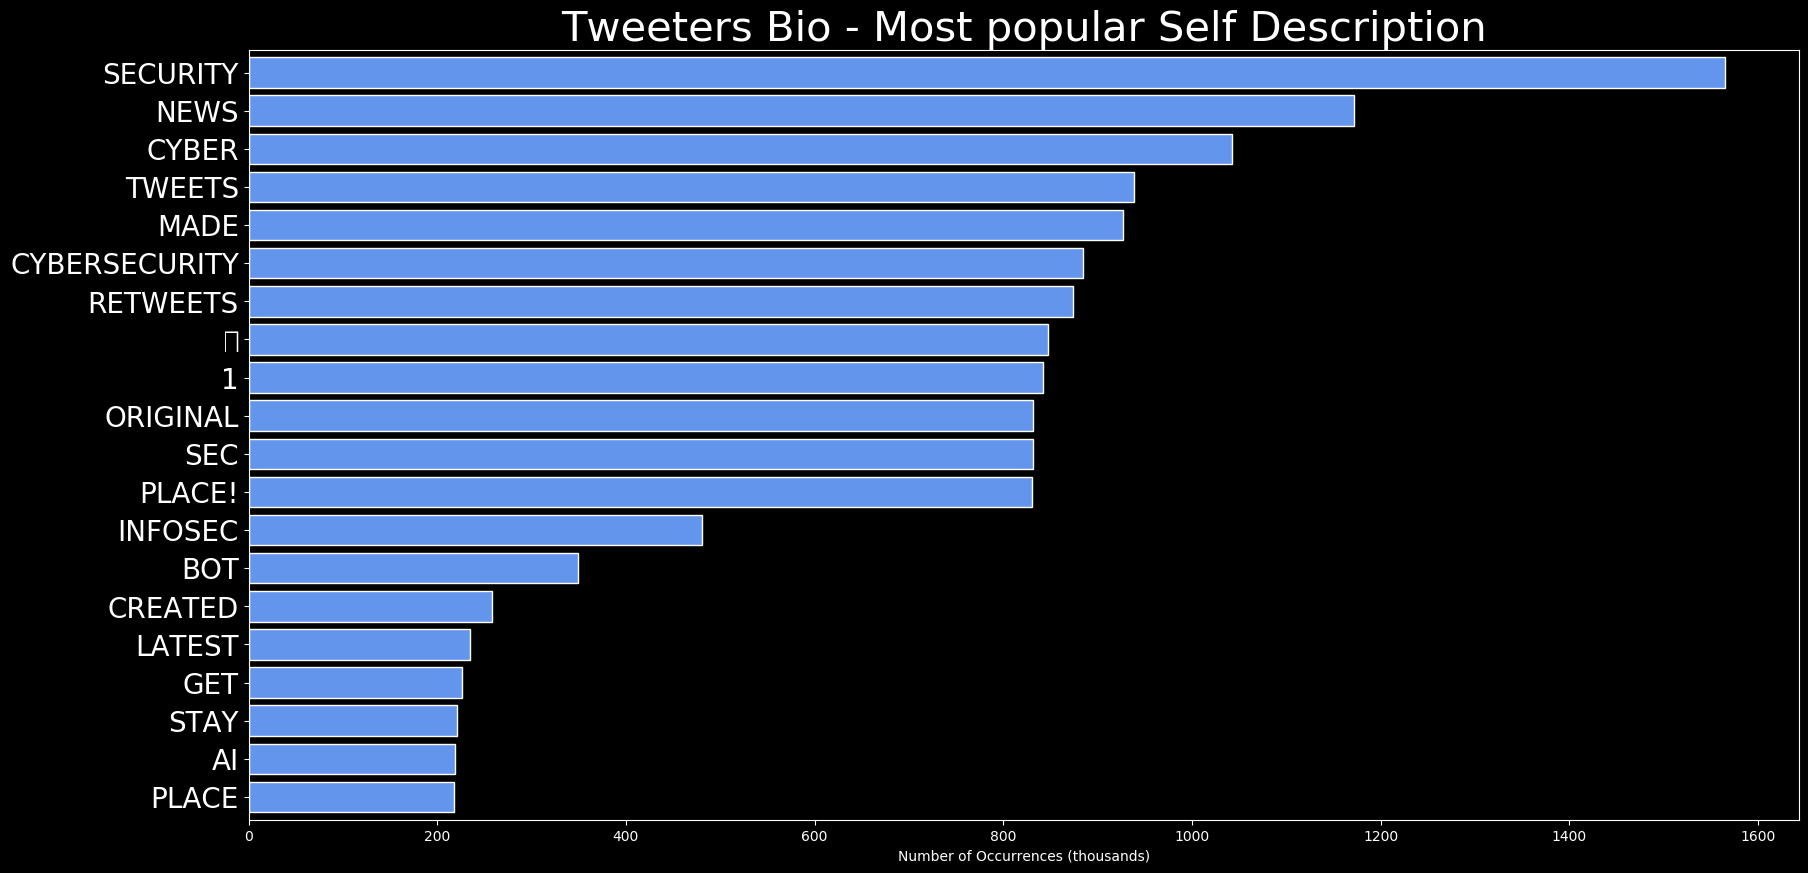 Tweeters Bio - Most popular Self Description
SECURITY
NEWS
CYBER
TWEETS
MADE
CYBERSECURITY
RETWEETS
1
ORIGINAL
SEC
PLACE!
INFOSEC
BOT
CREATED
LATEST
GET
STAY
AI
PLACE
0 200 400 600 800 1000 1200 1400 1600
Number of Occurrences (thousands)